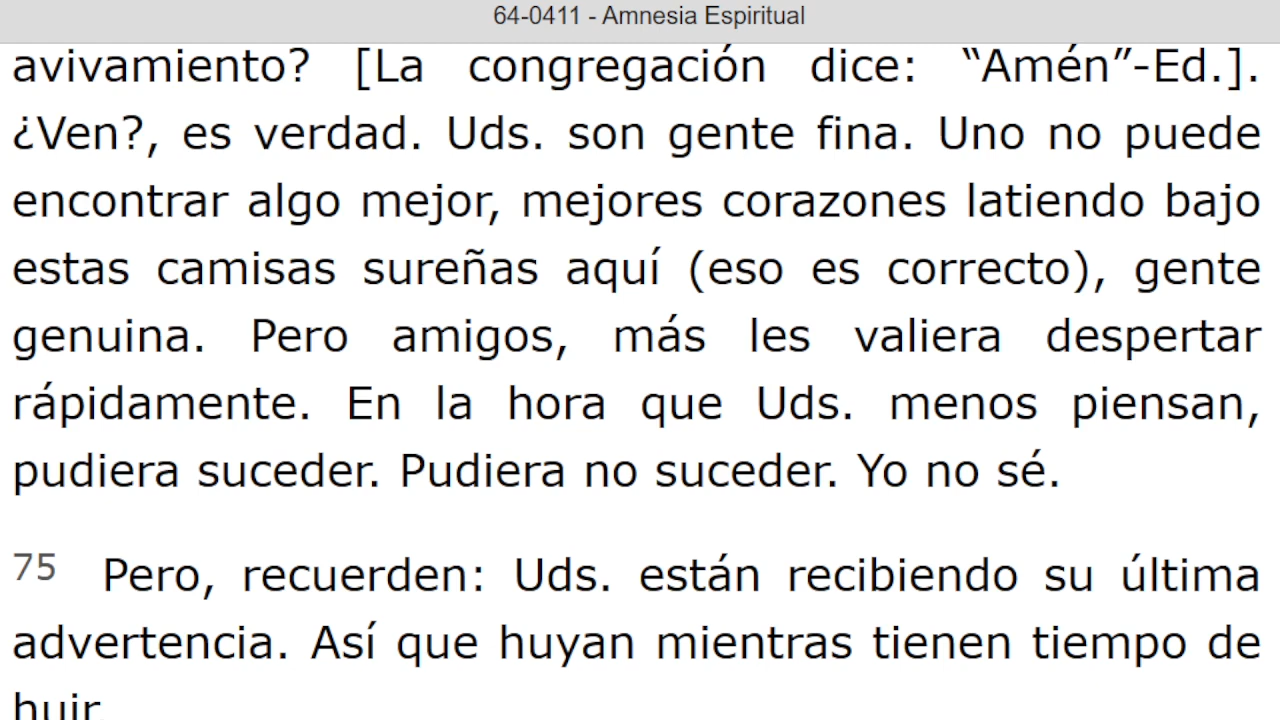 64-0411 - Amnesia Espiritual
avivamiento? [La congregación dice: “Amén”-Ed.].
¿Ven?, es verdad. Uds. son gente fina. Uno no puede
encontrar algo mejor, mejores corazones latiendo bajo
estas camisas sureñas aquí (eso es correcto), gente
genuina. Pero amigos, más les valiera despertar
rápidamente. En la hora que Uds. menos piensan,
pudiera suceder. Pudiera no suceder. Yo no sé.
75 Pero, recuerden: Uds. están recibiendo su última
advertencia. Así que huyan mientras tienen tiempo de
huir.